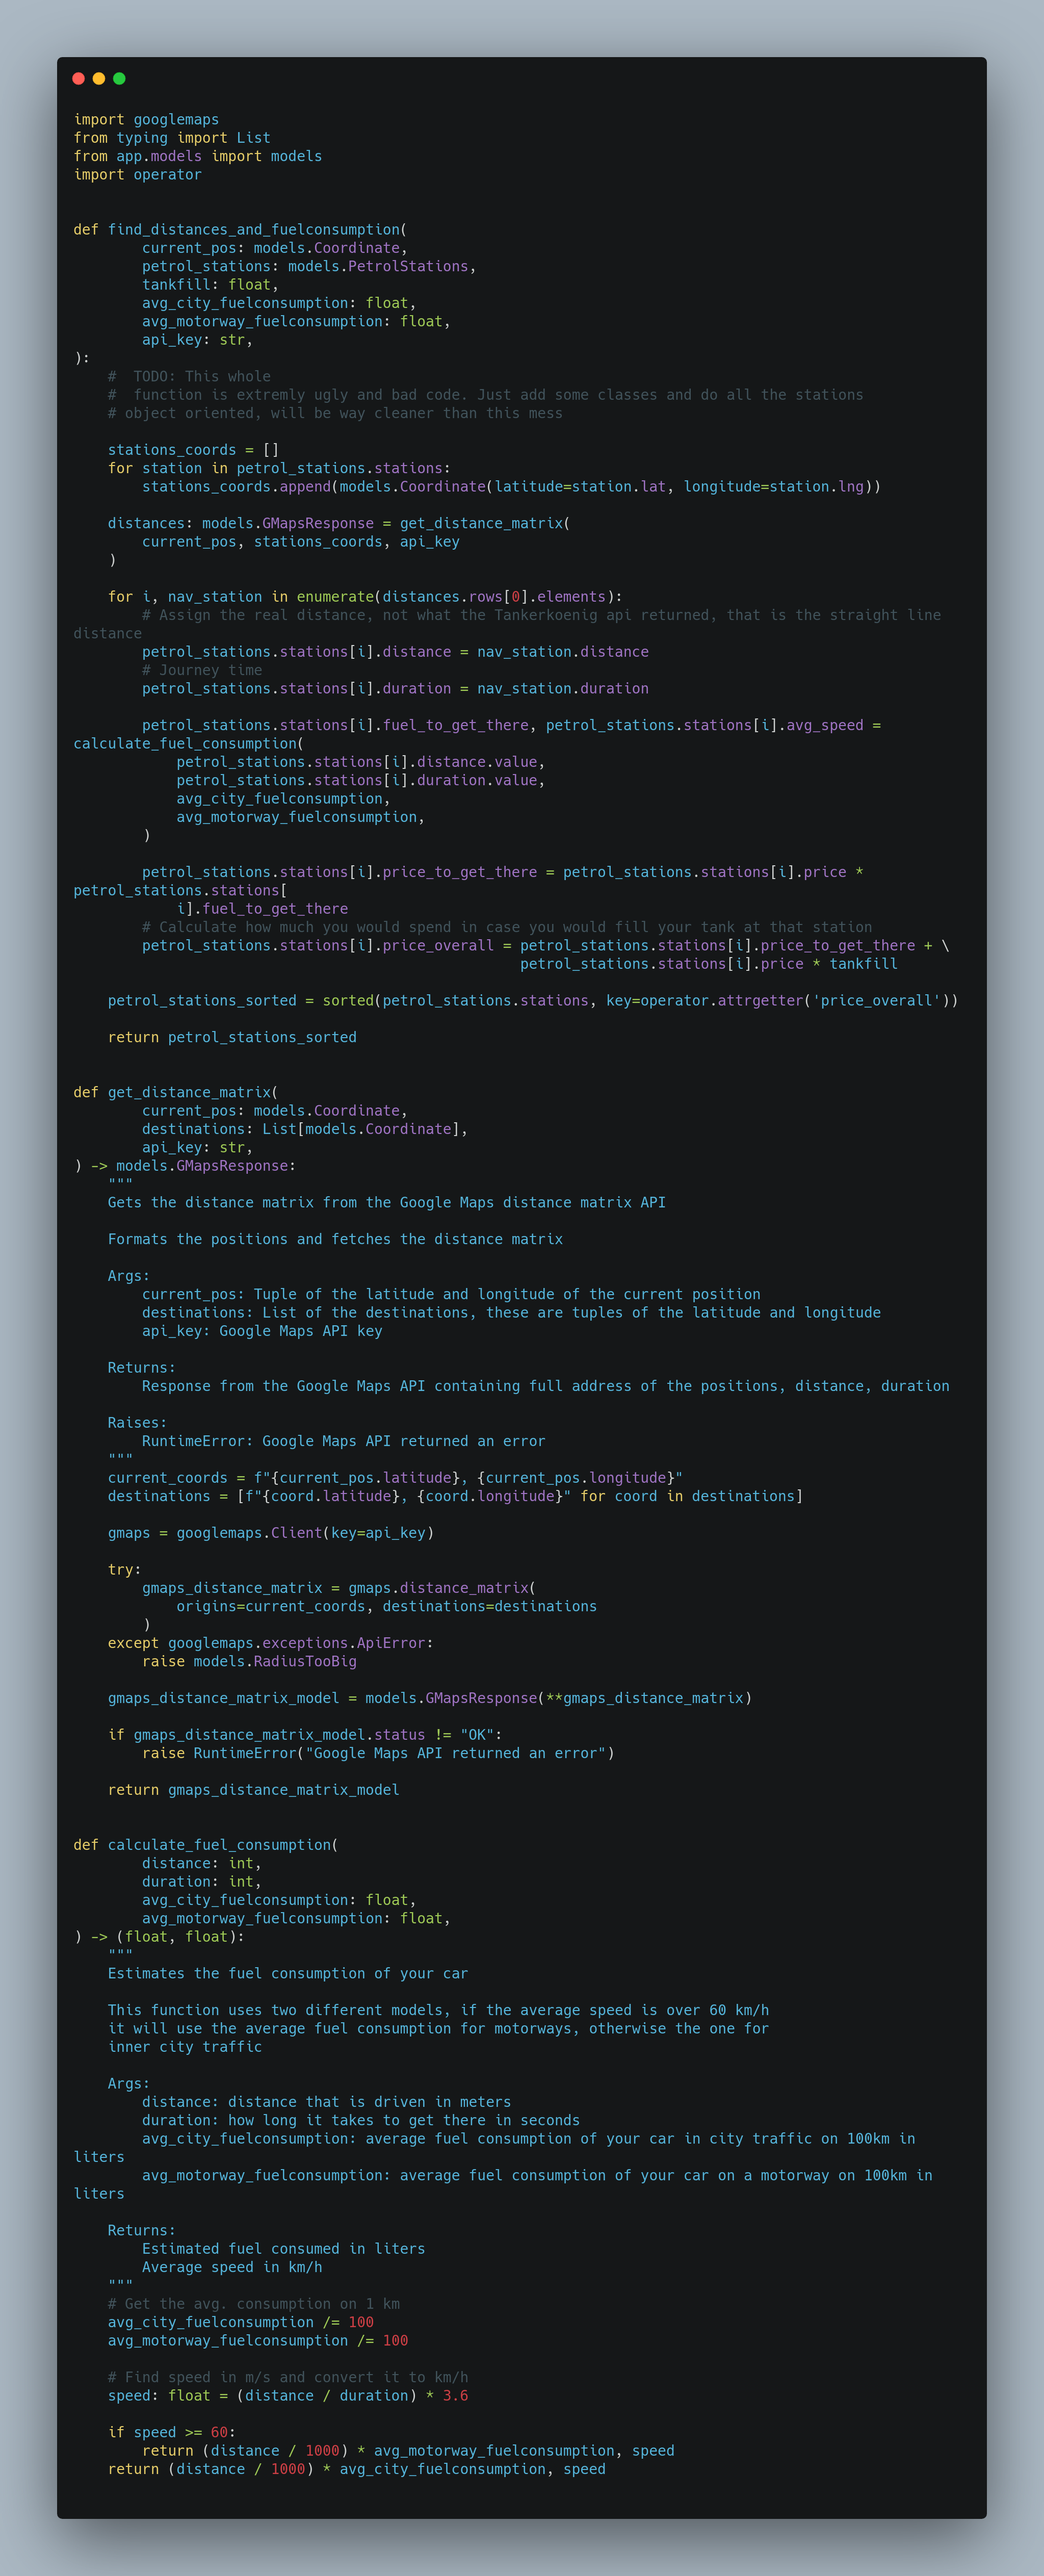 import googlemaps
from typing import List
from app.models import models
import operator


def find_distances_and_fuelconsumption(
        current_pos: models.Coordinate,
        petrol_stations: models.PetrolStations,
        tankfill: float,
        avg_city_fuelconsumption: float,
        avg_motorway_fuelconsumption: float,
        api_key: str,
):
    #  TODO: This whole
    #  function is extremly ugly and bad code. Just add some classes and do all the stations
    # object oriented, will be way cleaner than this mess

    stations_coords = []
    for station in petrol_stations.stations:
        stations_coords.append(models.Coordinate(latitude=station.lat, longitude=station.lng))

    distances: models.GMapsResponse = get_distance_matrix(
        current_pos, stations_coords, api_key
    )

    for i, nav_station in enumerate(distances.rows[0].elements):
        # Assign the real distance, not what the Tankerkoenig api returned, that is the straight line
distance
        petrol_stations.stations[i].distance = nav_station.distance
        # Journey time
        petrol_stations.stations[i].duration = nav_station.duration

        petrol_stations.stations[i].fuel_to_get_there, petrol_stations.stations[i].avg_speed =
calculate_fuel_consumption(
            petrol_stations.stations[i].distance.value,
            petrol_stations.stations[i].duration.value,
            avg_city_fuelconsumption,
            avg_motorway_fuelconsumption,
        )

        petrol_stations.stations[i].price_to_get_there = petrol_stations.stations[i].price *
petrol_stations.stations[
            i].fuel_to_get_there
        # Calculate how much you would spend in case you would fill your tank at that station
        petrol_stations.stations[i].price_overall = petrol_stations.stations[i].price_to_get_there + \
                                                    petrol_stations.stations[i].price * tankfill

    petrol_stations_sorted = sorted(petrol_stations.stations, key=operator.attrgetter('price_overall'))

    return petrol_stations_sorted


def get_distance_matrix(
        current_pos: models.Coordinate,
        destinations: List[models.Coordinate],
        api_key: str,
) -> models.GMapsResponse:
    """
    Gets the distance matrix from the Google Maps distance matrix API

    Formats the positions and fetches the distance matrix

    Args:
        current_pos: Tuple of the latitude and longitude of the current position
        destinations: List of the destinations, these are tuples of the latitude and longitude
        api_key: Google Maps API key

    Returns:
        Response from the Google Maps API containing full address of the positions, distance, duration

    Raises:
        RuntimeError: Google Maps API returned an error
    """
    current_coords = f"{current_pos.latitude}, {current_pos.longitude}"
    destinations = [f"{coord.latitude}, {coord.longitude}" for coord in destinations]

    gmaps = googlemaps.Client(key=api_key)

    try:
        gmaps_distance_matrix = gmaps.distance_matrix(
            origins=current_coords, destinations=destinations
        )
    except googlemaps.exceptions.ApiError:
        raise models.RadiusTooBig

    gmaps_distance_matrix_model = models.GMapsResponse(**gmaps_distance_matrix)

    if gmaps_distance_matrix_model.status != "OK":
        raise RuntimeError("Google Maps API returned an error")

    return gmaps_distance_matrix_model


def calculate_fuel_consumption(
        distance: int,
        duration: int,
        avg_city_fuelconsumption: float,
        avg_motorway_fuelconsumption: float,
) -> (float, float):
    """
    Estimates the fuel consumption of your car

    This function uses two different models, if the average speed is over 60 km/h
    it will use the average fuel consumption for motorways, otherwise the one for
    inner city traffic

    Args:
        distance: distance that is driven in meters
        duration: how long it takes to get there in seconds
        avg_city_fuelconsumption: average fuel consumption of your car in city traffic on 100km in
liters
        avg_motorway_fuelconsumption: average fuel consumption of your car on a motorway on 100km in
liters

    Returns:
        Estimated fuel consumed in liters
        Average speed in km/h
    """
    # Get the avg. consumption on 1 km
    avg_city_fuelconsumption /= 100
    avg_motorway_fuelconsumption /= 100

    # Find speed in m/s and convert it to km/h
    speed: float = (distance / duration) * 3.6

    if speed >= 60:
        return (distance / 1000) * avg_motorway_fuelconsumption, speed
    return (distance / 1000) * avg_city_fuelconsumption, speed